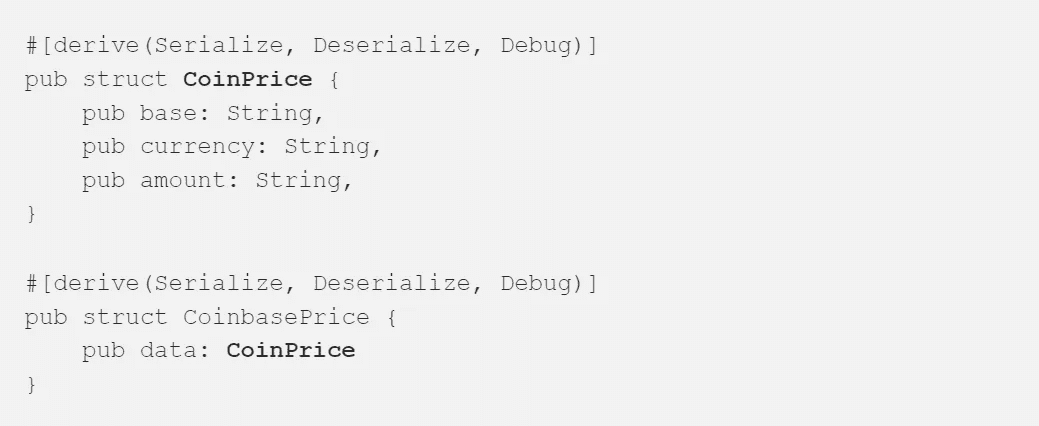 #[derive(Serialize, Deserialize, Debug)]
pub struct CoinPrice {
    pub base: String,
    pub currency: String,
    pub amount: String,
}

#[derive(Serialize, Deserialize, Debug)]
pub struct CoinbasePrice {
    pub data: CoinPrice
}